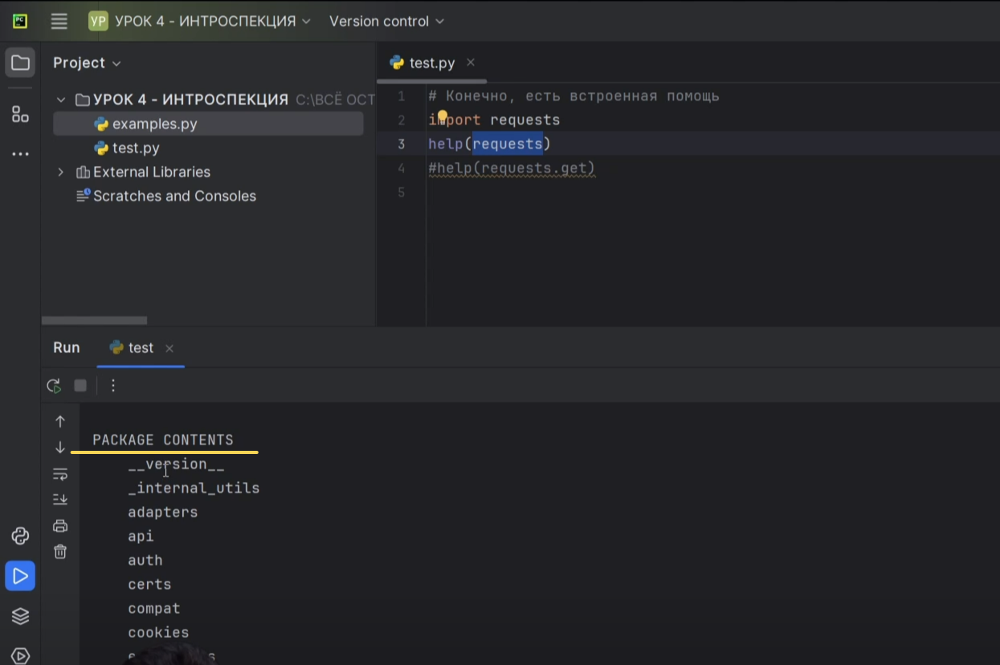 УРОК 4 - ИНТРОСПЕКЦИЯ Version control
УР
PC
Project
УРОК 4 - ИНТРОСПЕКЦИЯ C:\ВСЁ ОСТ
examples.py
test.py
External Libraries
Scratches and Consoles
test.py
1 # Конечно, есть встроенная помощь
2 import requests
3 help(requests)
4 #help(requests.get)
5
Run test
PACKAGE CONTENTS
__version__
_internal_utils
adapters
api
auth
certs
compat
cookies